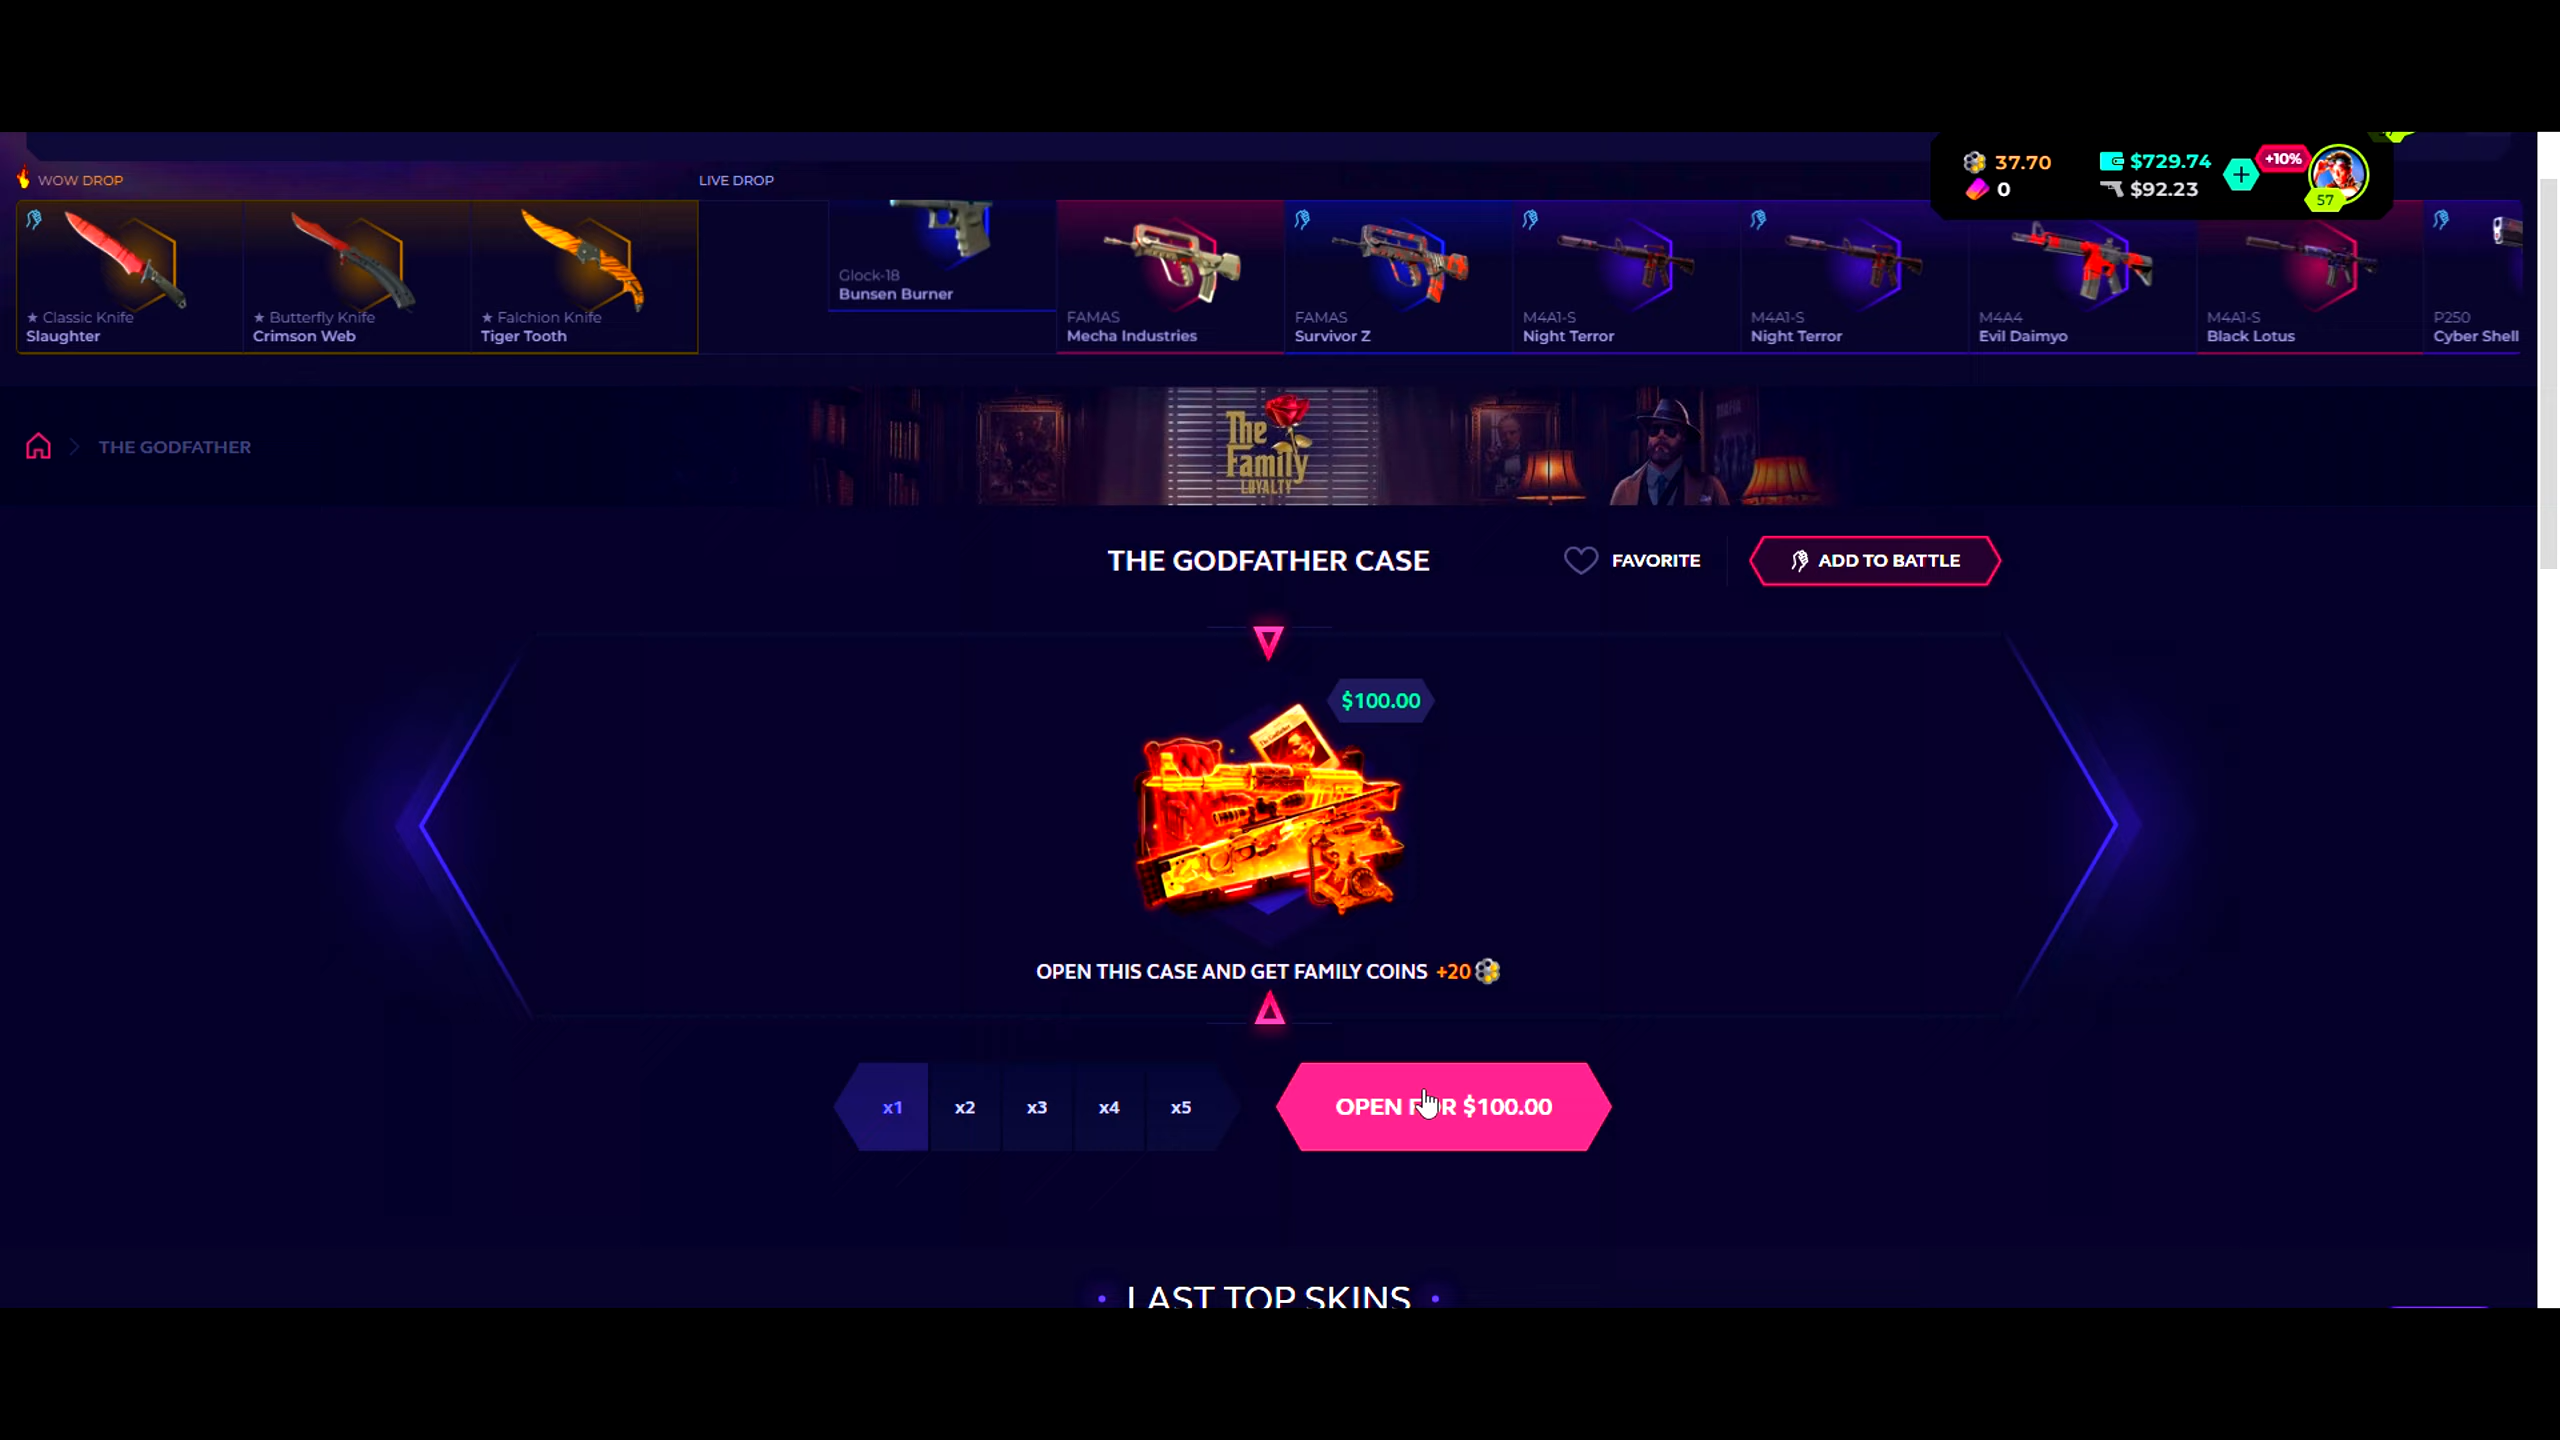 37.70
$729.74
+10%
0
$92.23
57
WOW DROP
LIVE DROP
★ Classic Knife
Slaughter
★ Butterfly Knife
Crimson Web
★ Falchion Knife
Tiger Tooth
Glock-18
Bunsen Burner
FAMAS
Mecha Industries
FAMAS
Survivor Z
M4A1-S
Night Terror
M4A1-S
Night Terror
M4A4
Evil Daimyo
M4A1-S
Black Lotus
P250
Cyber Shell
THE GODFATHER
The
Family
LOYALTY
THE GODFATHER CASE
FAVORITE
ADD TO BATTLE
$100.00
OPEN THIS CASE AND GET FAMILY COINS +20
x1
x2
x3
x4
x5
OPEN FOR $100.00
LAST TOP SKINS